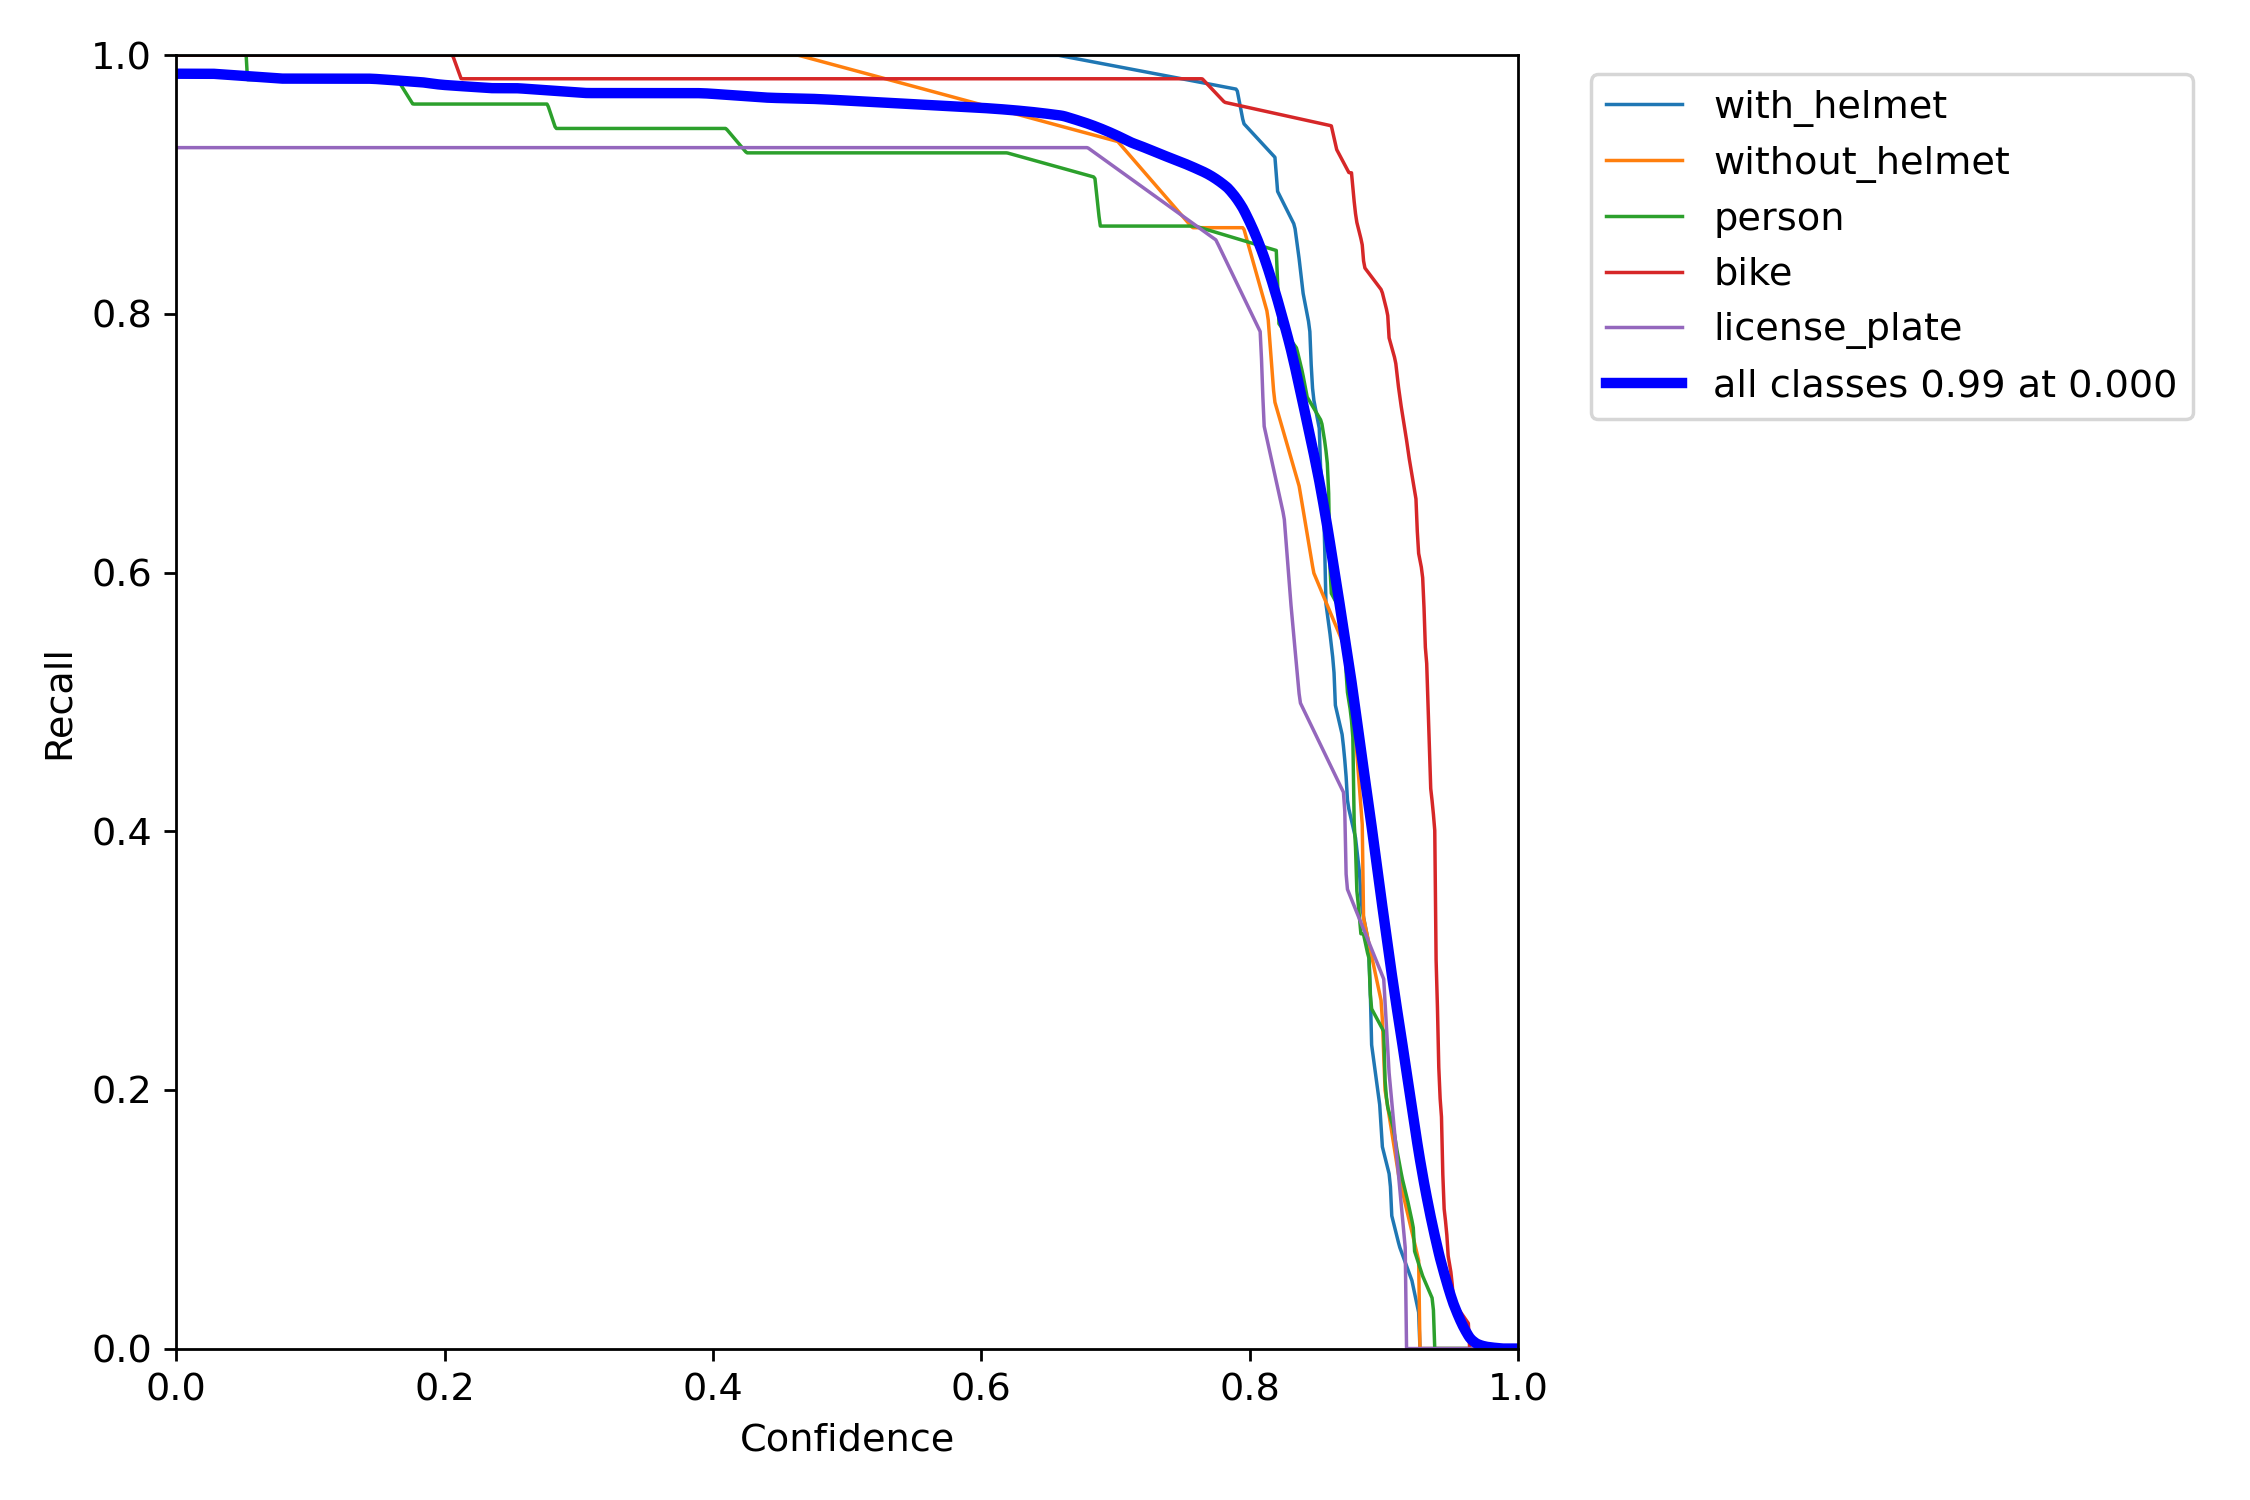 1.0
0.8
0.6
0.4
0.2
0.0
0.0 0.2 0.4 0.6 0.8 1.0
Recall
Confidence
with_helmet
without_helmet
person
bike
license_plate
all classes 0.99 at 0.000